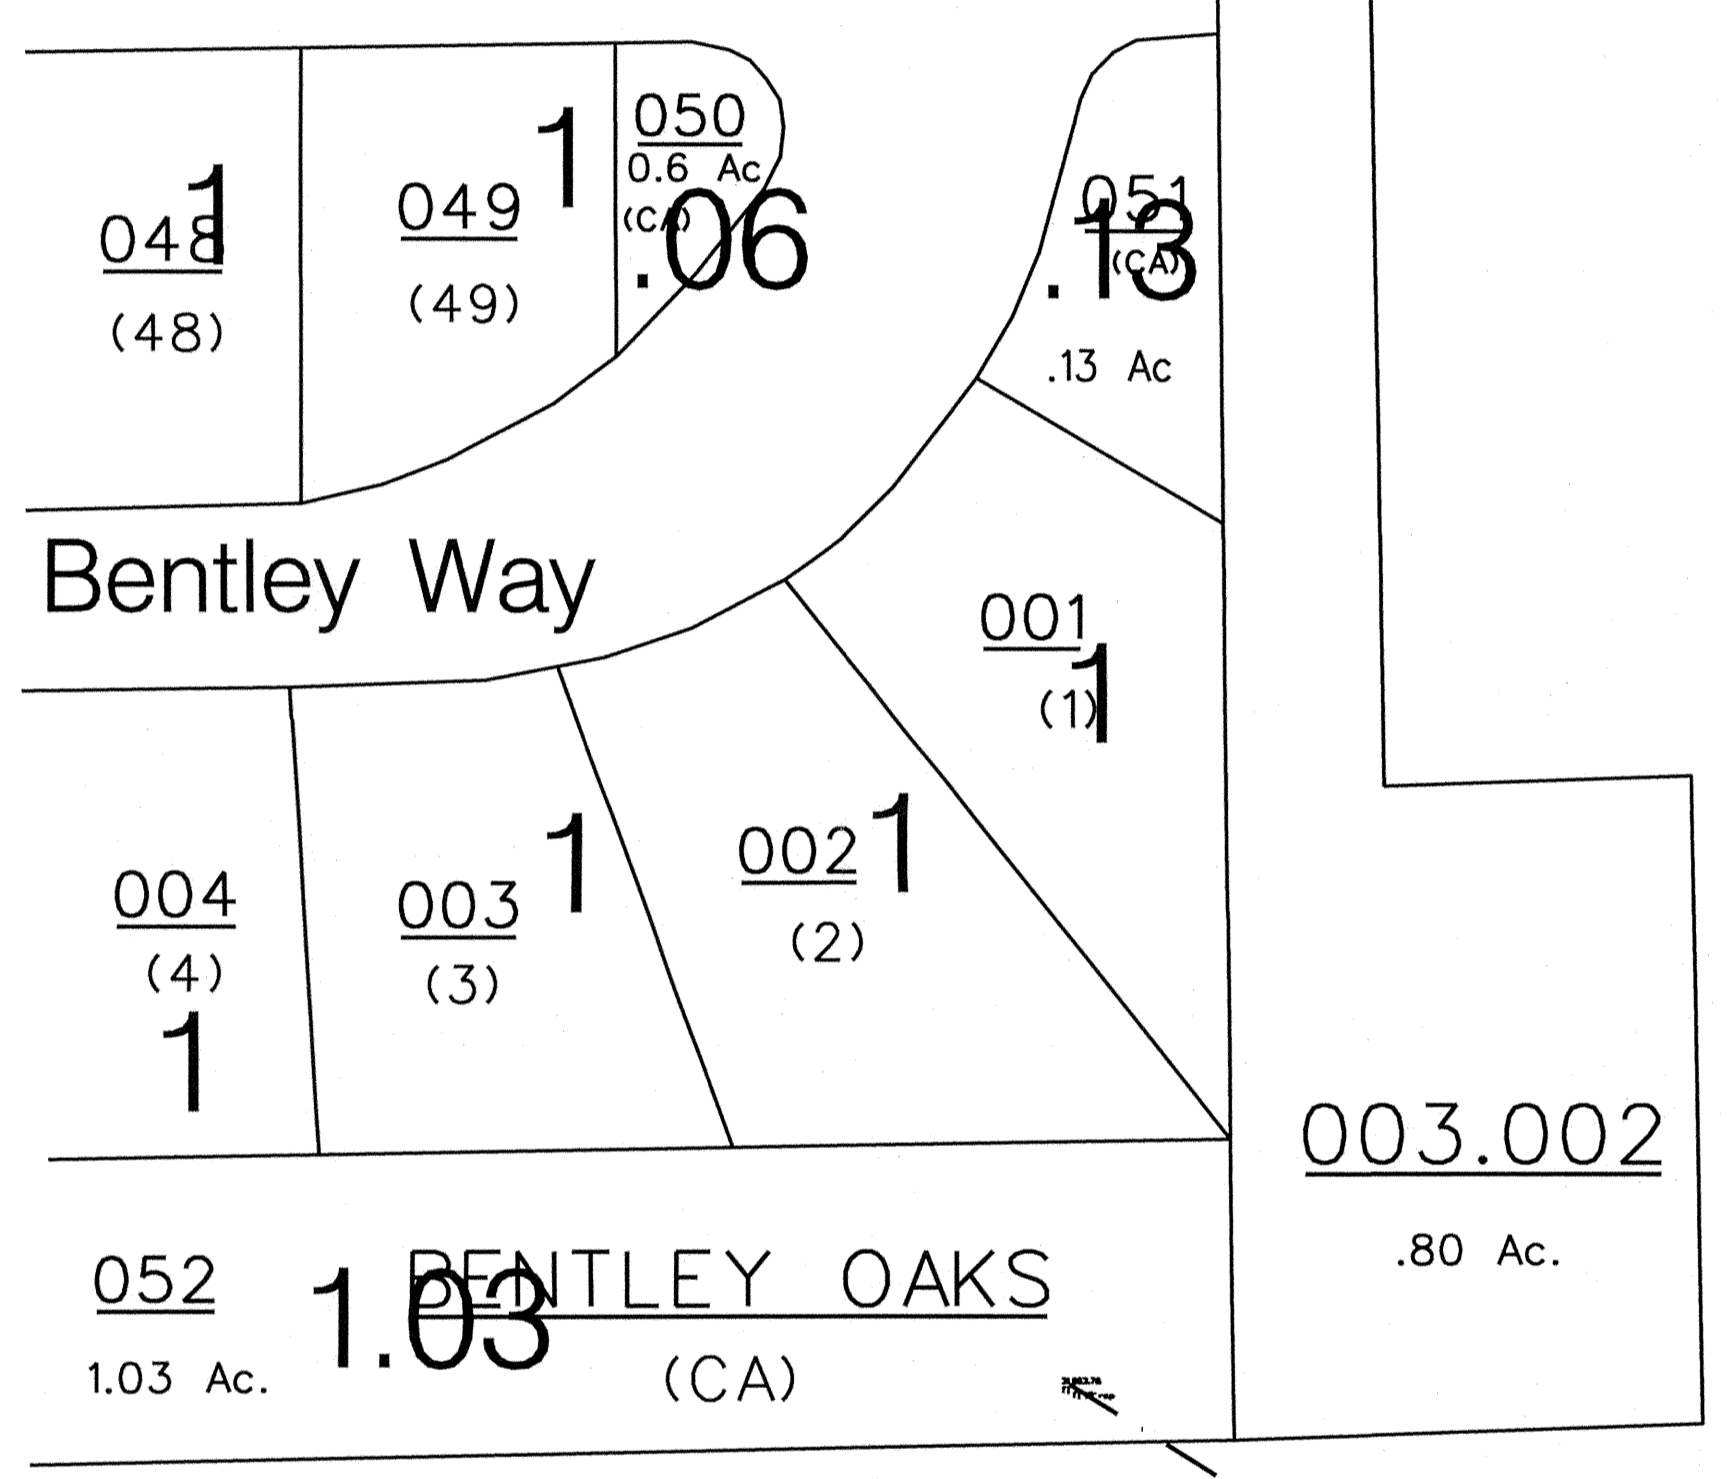 048
1
(48)
049
1
(49)
050
0.6 Ac
(CA)
.06
051
.13
(CA)
.13 Ac
Bentley Way
001
1
(1)
002
1
(2)
003
1
(3)
004
(4)
1
003.002
.80 Ac.
052
1.03
1.03 Ac.
BENTLEY OAKS
(CA)